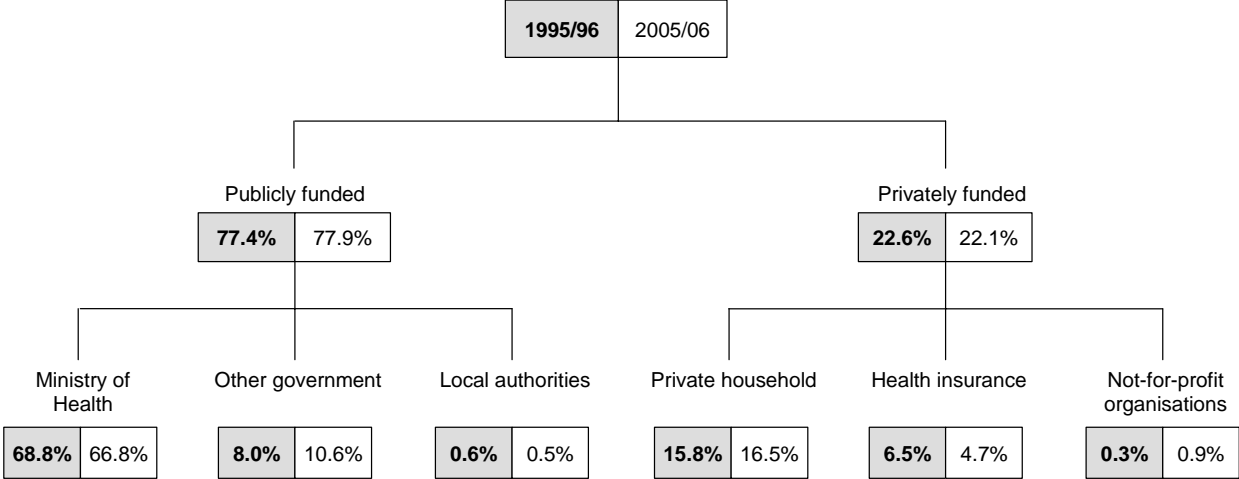 1995/96 2005/06
Publicly funded Privately funded
77.4% 77.9% 22.6% 22.1%
Ministry of Health
Other government
Local authorities
Private household
Health insurance
Not-for-profit organisations
68.8% 66.8% 8.0% 10.6% 0.6% 0.5% 15.8% 16.5% 6.5% 4.7% 0.3% 0.9%